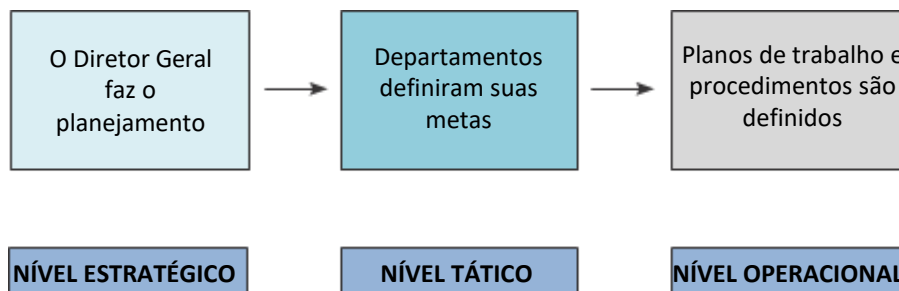 O Diretor Geral
faz o
planejamento
Departamentos
definiram suas
metas
Planos de trabalho e
procedimentos são
definidos
NÍVEL ESTRATÉGICO
NÍVEL TÁTICO
NÍVEL OPERACIONAL